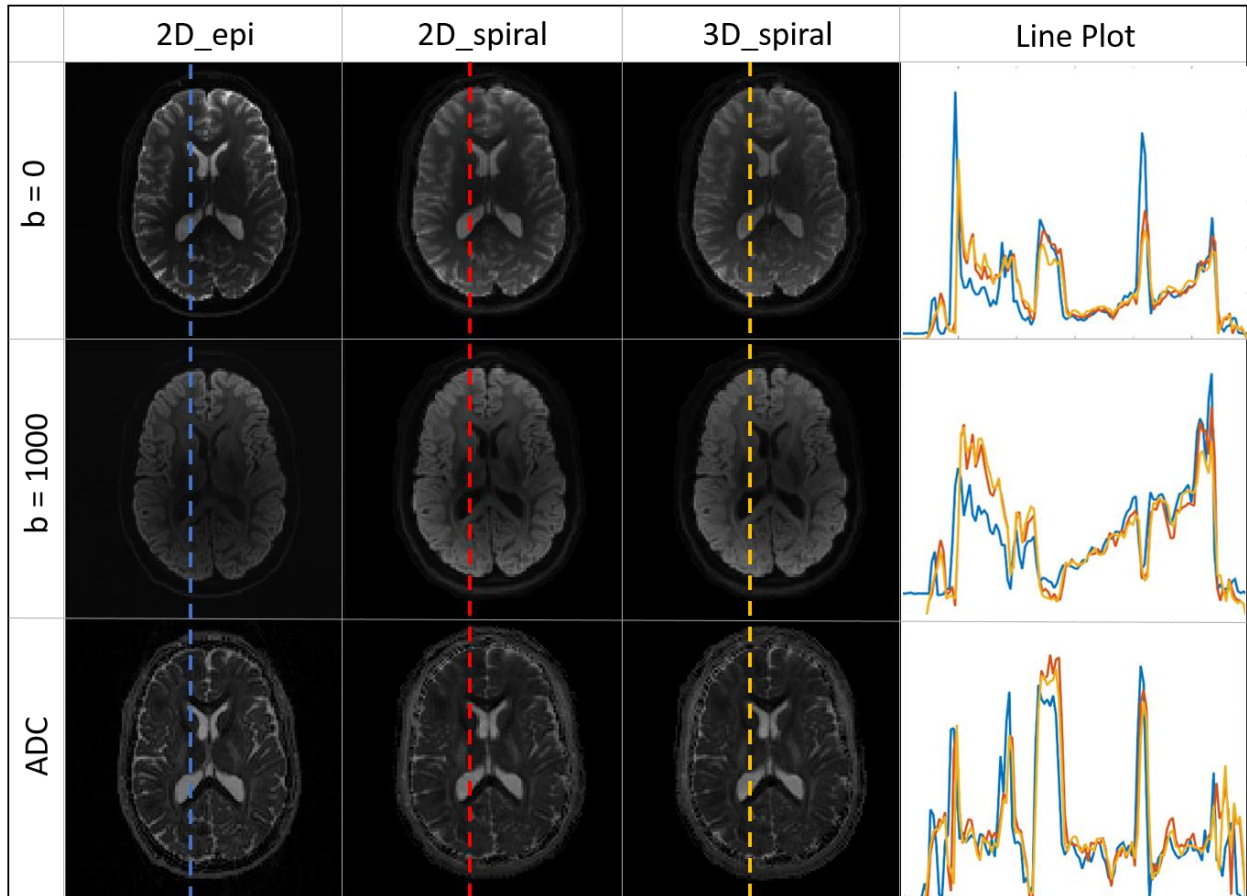 2D_epi 2D_spiral 3D_spiral Line Plot
b = 0
b = 1000
ADC